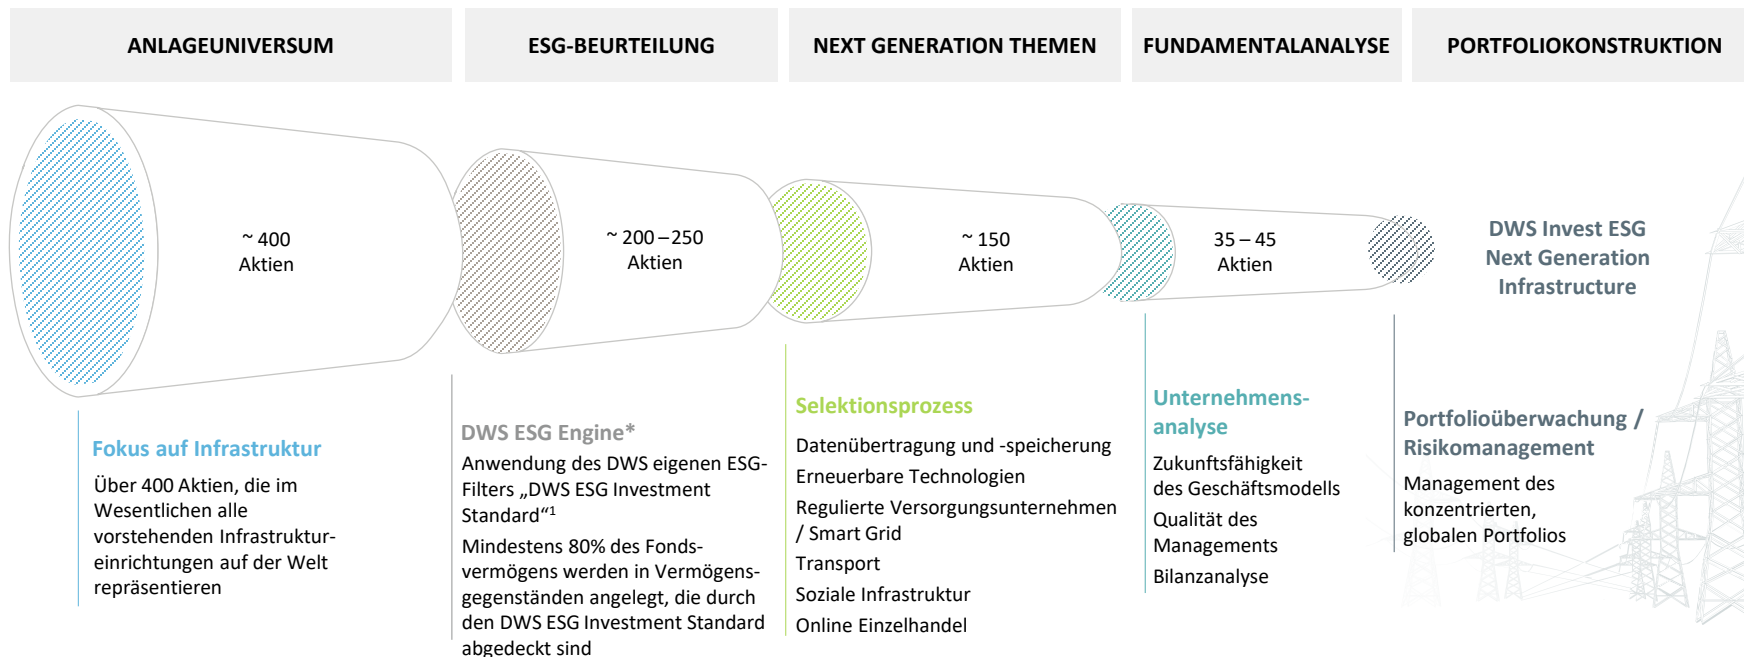 ANLAGEUNIVERSUM
ESG-BEURTEILUNG
NEXT GENERATION THEMEN
FUNDAMENTALANALYSE
PORTFOLIOKONSTRUKTION
~ 400
Aktien
~ 200 – 250
Aktien
~ 150
Aktien
35 – 45
Aktien
DWS Invest ESG
Next Generation
Infrastructure
Fokus auf Infrastruktur
Über 400 Aktien, die im
Wesentlichen alle
vorstehenden Infrastruktur-
einrichtungen auf der Welt
repräsentieren
DWS ESG Engine*
Anwendung des DWS eigenen ESG-
Filters „DWS ESG Investment
Standard“¹
Mindestens 80% des Fonds-
vermögens werden in Vermögens-
gegenständen angelegt, die durch
den DWS ESG Investment Standard
abgedeckt sind
Selektionsprozess
Datenübertragung und -speicherung
Erneuerbare Technologien
Regulierte Versorgungsunternehmen
/ Smart Grid
Transport
Soziale Infrastruktur
Online Einzelhandel
Unternehmens-
analyse
Zukunftsfähigkeit
des Geschäftsmodells
Qualität des
Managements
Bilanzanalyse
Portfolioüberwachung /
Risikomanagement
Management des
konzentrierten,
globalen Portfolios